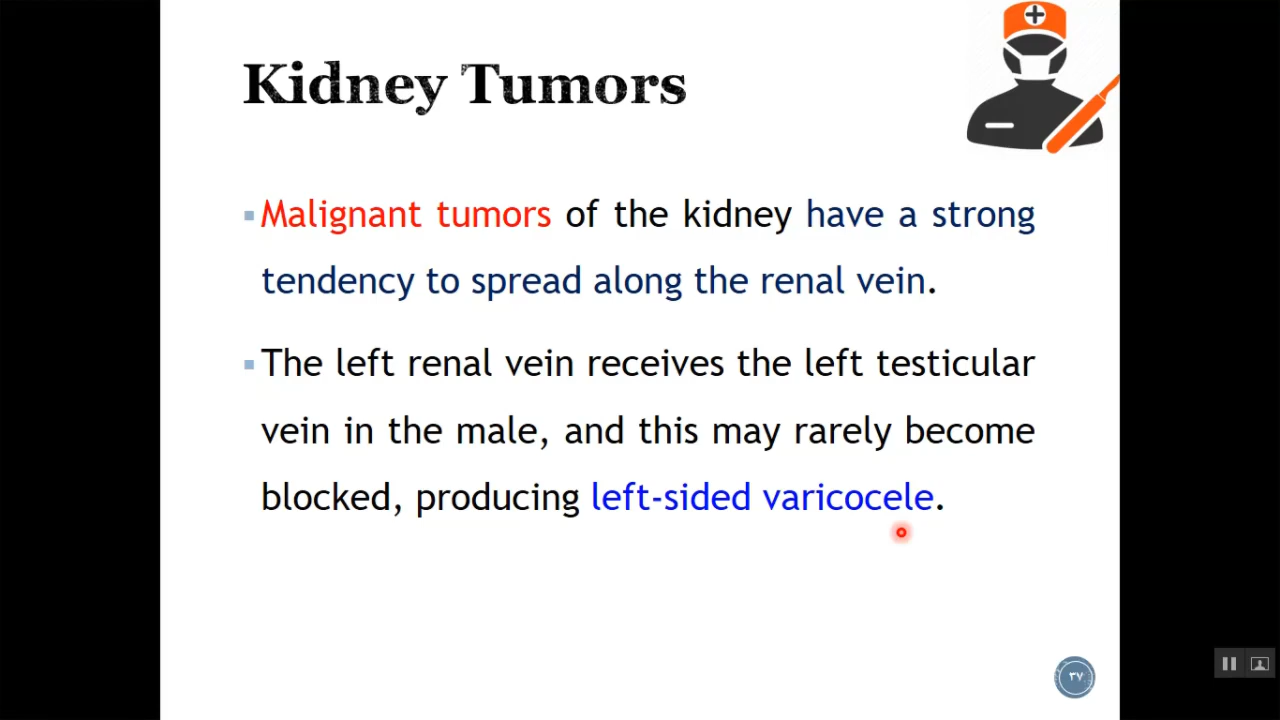 Kidney Tumors
Malignant tumors of the kidney have a strong
tendency to spread along the renal vein.
The left renal vein receives the left testicular
vein in the male, and this may rarely become
blocked, producing left-sided varicocele.
٣٧